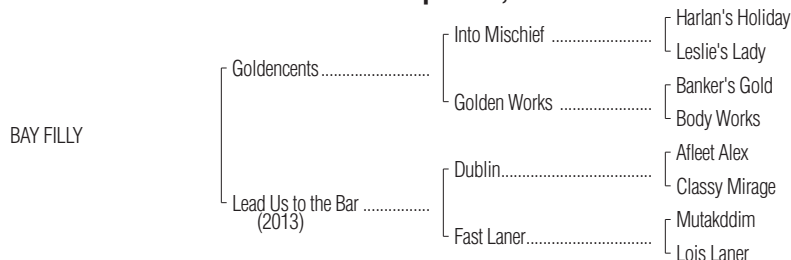 Harlan's Holiday
Into Mischief
Leslie's Lady
Goldencents
Banker's Gold
Golden Works
Body Works
BAY FILLY
Afleet Alex
Dublin
Classy Mirage
Lead Us to the Bar
(2013)
Mutakddim
Fast Laner
Lois Laner